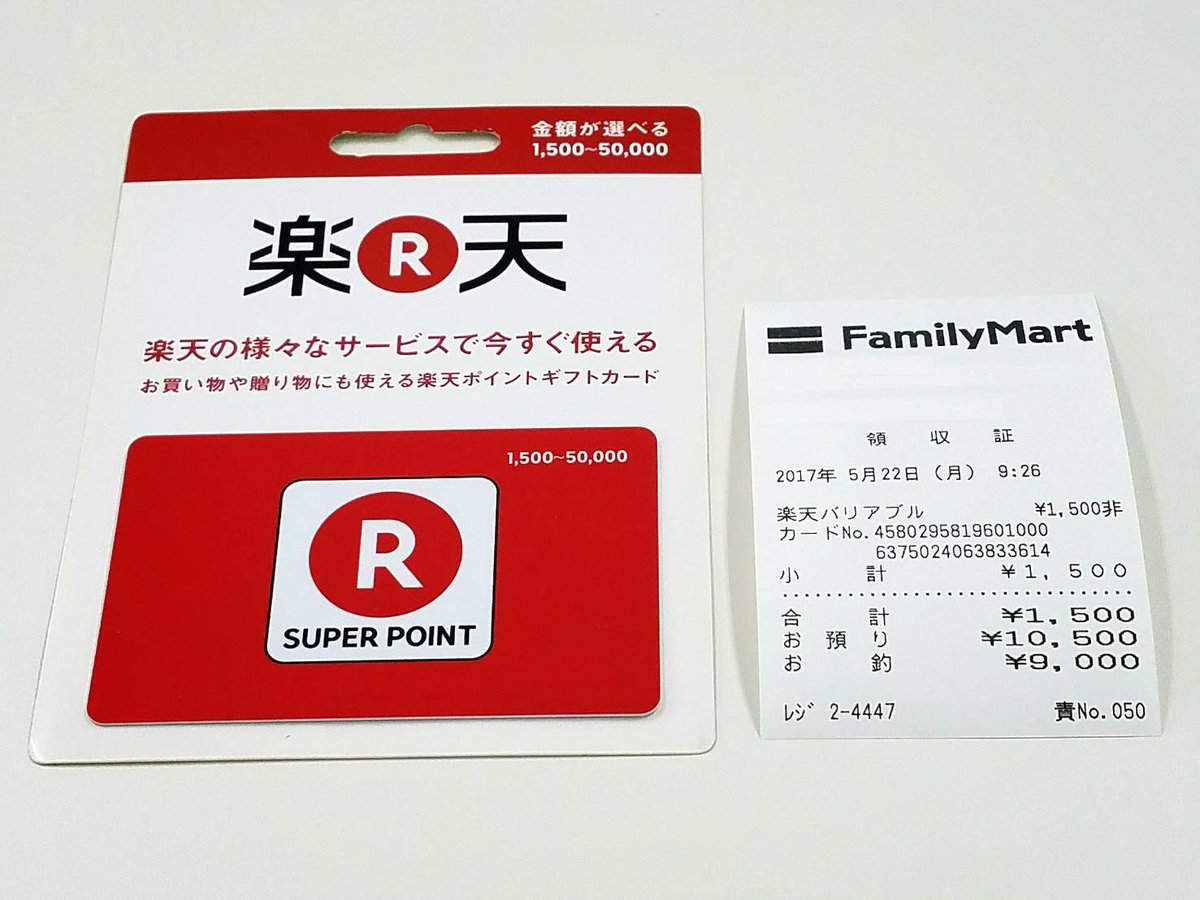 金額が選べる
1,500~50,000
楽R天
楽天の様々なサービスで今すぐ使える
お買い物や贈り物にも使える楽天ポイントギフトカード
1,500~50,000
R
SUPER POINT
FamilyMart
領 収 証
2017年 5月22日（月） 9:26
楽天バリアブル ¥1,500非
カードNo.4580295819601000
6375024063833614
小 計 ¥1,500
合 計 ¥1,500
お 預 り ¥10,500
お 釣 ¥9,000
ﾚｼﾞ 2-4447 責No.050